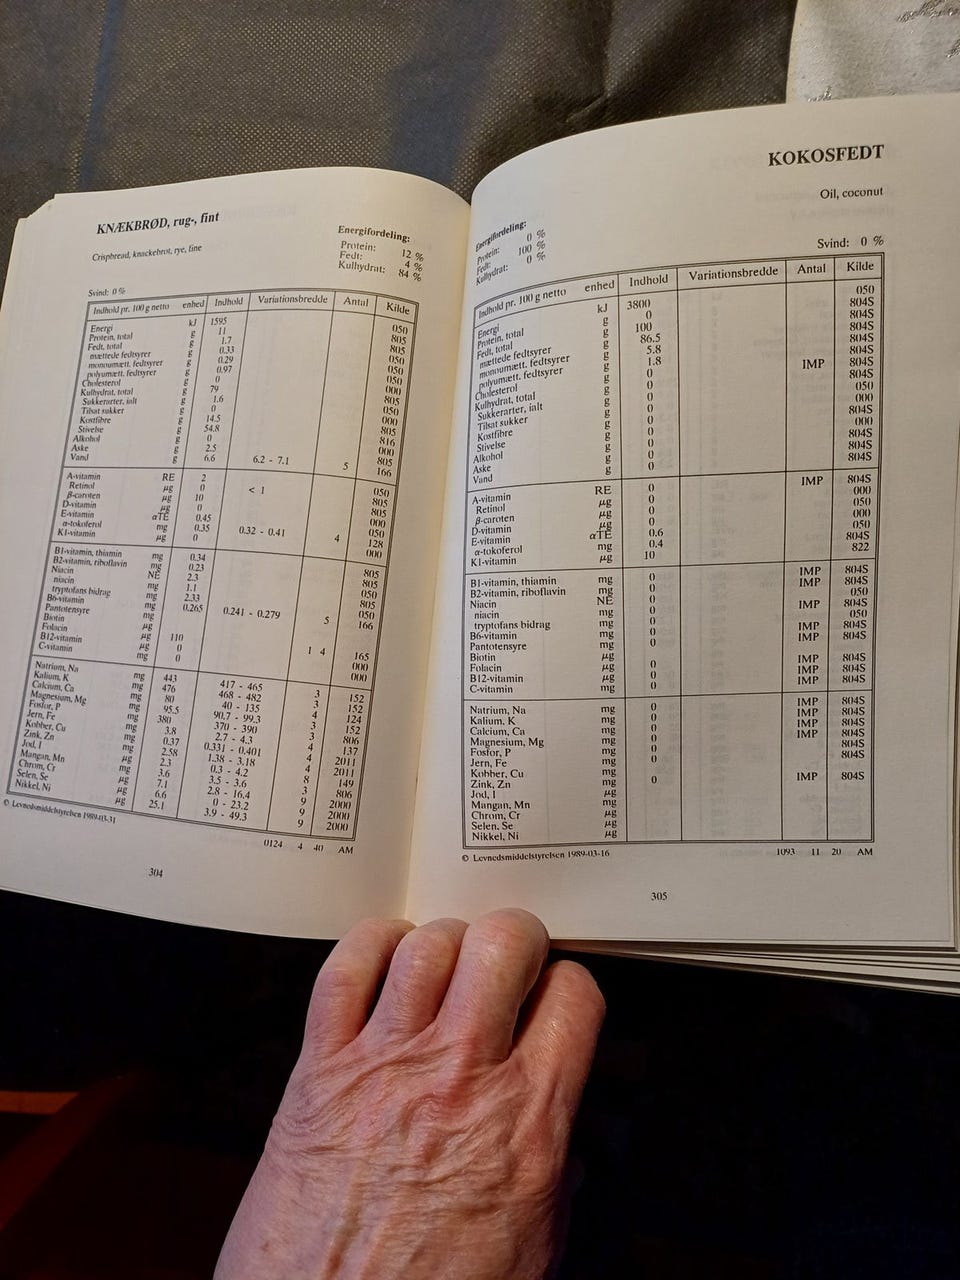 KNÆKBRØD, rug-, fint
Crispbread, knackebrot, rye, fine
Energifordeling:
Protein: 12 %
Fedt: 4 %
Kulhydrat: 84 %
Svind: 0 %
Indhold pr. 100 g netto enhed Indhold Variationsbredde Antal Kilde
Energi kJ 1595 050
Protein, total g 11 805
Fedt, total g 1.7 805
mættede fedtsyrer g 0.33 050
monoumætt. fedtsyrer g 0.29 050
polyumætt. fedtsyrer g 0.97 050
Cholesterol g 0 000
Kulhydrat, total g 79 805
Sukkerarter, ialt g 1.6 050
Tilsat sukker g 0 000
Kostfibre g 14.5 805
Stivelse g 54.8 816
Alkohol g 0 000
Aske g 2.5 805
Vand g 6.6 6.2 - 7.1 5 166
A-vitamin RE 2 050
Retinol µg 0 < 1 805
β-caroten µg 10 805
D-vitamin µg 0 000
E-vitamin αTE 0.45 050
α-tokoferol mg 0.35 0.32 - 0.41 4 128
K1-vitamin µg 0 000
B1-vitamin, thiamin mg 0.34 805
B2-vitamin, riboflavin mg 0.23 805
Niacin NE 2.3 050
niacin mg 1.1 805
tryptofans bidrag mg 2.33 050
B6-vitamin mg 0.265 0.241 - 0.279 5 166
Pantotensyre
Biotin
Folacin µg 110 1 4 165
B12-vitamin µg 0 000
C-vitamin mg 0 000
Natrium, Na mg 443 417 - 465 3 152
Kalium, K mg 476 468 - 482 3 152
Calcium, Ca mg 80 40 - 135 4 124
Magnesium, Mg mg 95.5 90.7 - 99.3 3 152
Fosfor, P mg 380 370 - 390 3 806
Jern, Fe mg 3.8 2.7 - 4.3 4 137
Kobber, Cu mg 0.37 0.331 - 0.401 4 2011
Zink, Zn mg 2.58 1.38 - 3.18 4 2011
Jod, I µg 2.3 0.3 - 4.2 8 149
Mangan, Mn mg 3.6 3.5 - 3.6 3 806
Chrom, Cr µg 7.1 2.8 - 16.4 9 2000
Selen, Se µg 6.6 0 - 23.2 9 2000
Nikkel, Ni µg 25.1 3.9 - 49.3 9 2000
© Levnedsmiddelstyrelsen 1989-03-31
0124 4 40 AM
304
KOKOSFEDT
Oil, coconut
Energifordeling:
Protein: 0 %
Fedt: 100 %
Kulhydrat: 0 %
Svind: 0 %
Indhold pr. 100 g netto enhed Indhold Variationsbredde Antal Kilde
Energi kJ 3800 050
Protein, total g 0 804S
Fedt, total g 100 804S
mættede fedtsyrer g 86.5 804S
monoumætt. fedtsyrer g 5.8 804S
polyumætt. fedtsyrer g 1.8 804S
Cholesterol g 0 IMP 804S
Kulhydrat, total g 0 804S
Sukkerarter, ialt g 0 050
Tilsat sukker g 0 000
Kostfibre g 0 804S
Stivelse g 0 000
Alkohol g 0 804S
Aske g 0 804S
Vand g 0 804S
A-vitamin RE 0 IMP 804S
Retinol µg 0 000
β-caroten µg 0 050
D-vitamin µg 0 000
E-vitamin αTE 0.6 050
α-tokoferol mg 0.4 804S
K1-vitamin µg 10 822
B1-vitamin, thiamin mg 0 IMP 804S
B2-vitamin, riboflavin mg 0 IMP 804S
Niacin NE 0 050
niacin mg 0 IMP 804S
tryptofans bidrag mg 0 050
B6-vitamin mg 0 IMP 804S
Pantotensyre mg 0 IMP 804S
Biotin µg
Folacin µg 0 IMP 804S
B12-vitamin µg 0 IMP 804S
C-vitamin mg 0 IMP 804S
Natrium, Na mg 0 IMP 804S
Kalium, K mg 0 IMP 804S
Calcium, Ca mg 0 IMP 804S
Magnesium, Mg mg 0 IMP 804S
Fosfor, P mg 0 804S
Jern, Fe mg 0 804S
Kobber, Cu mg
Zink, Zn mg 0 IMP 804S
Jod, I µg
Mangan, Mn mg
Chrom, Cr µg
Selen, Se µg
Nikkel, Ni µg
© Levnedsmiddelstyrelsen 1989-03-16
1093 11 20 AM
305